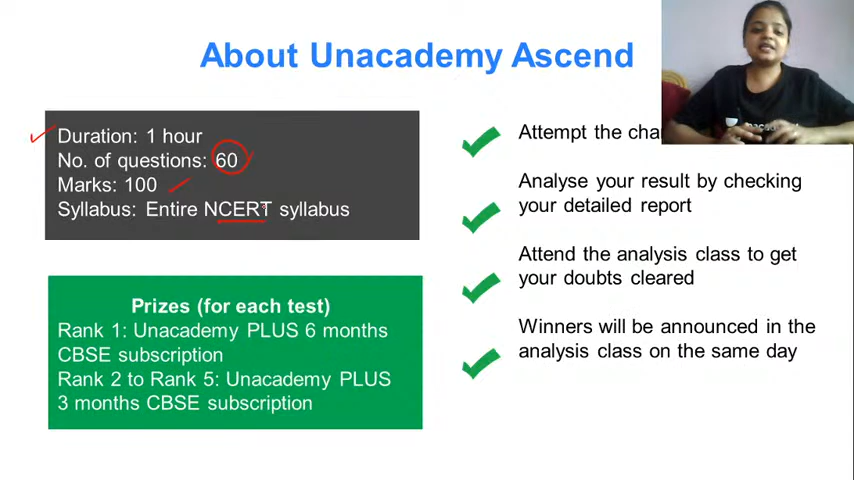 About Unacademy Ascend
Duration: 1 hour
No. of questions: 60
Marks: 100
Syllabus: Entire NCERT syllabus
Prizes (for each test)
Rank 1: Unacademy PLUS 6 months
CBSE subscription
Rank 2 to Rank 5: Unacademy PLUS
3 months CBSE subscription
Attempt the
Analyse your result by checking
your detailed report
Attend the analysis class to get
your doubts cleared
Winners will be announced in the
analysis class on the same day